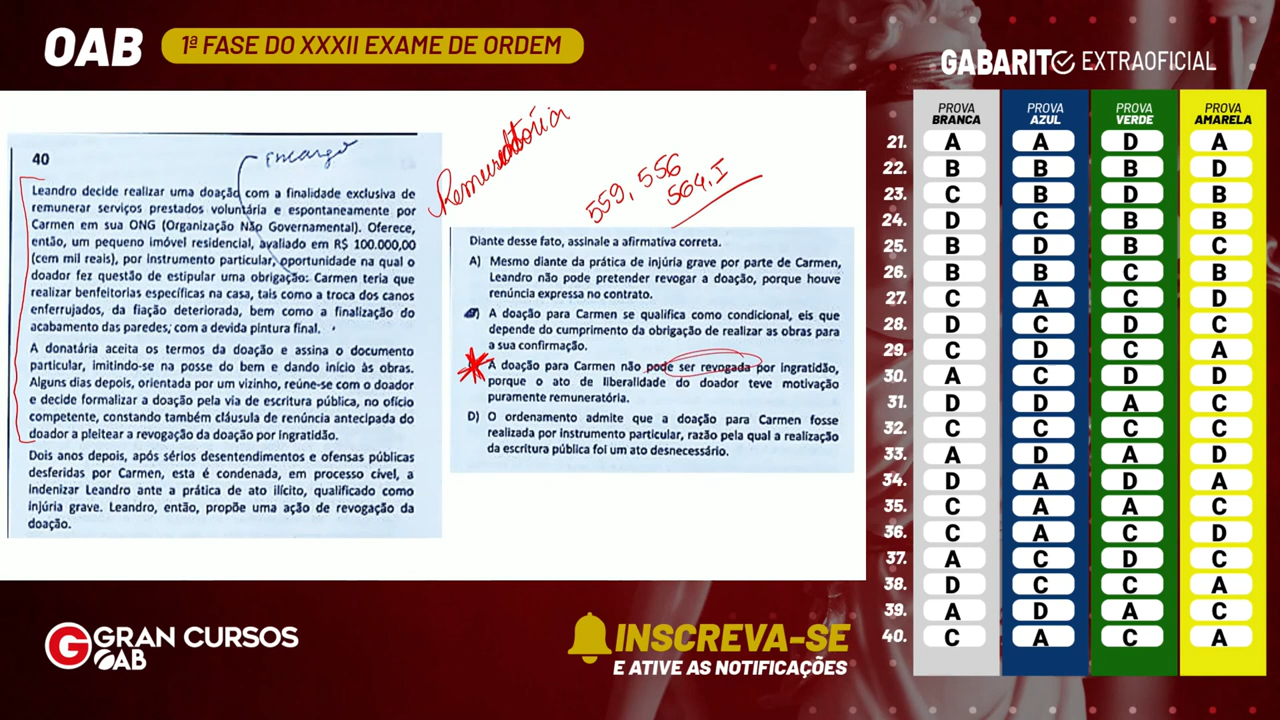 OAB
1ª FASE DO XXXII EXAME DE ORDEM
GABARITO EXTRAOFICIAL
40
Encargo
Leandro decide realizar uma doação com a finalidade exclusiva de
remunerar serviços prestados voluntária e espontaneamente por
Carmen em sua ONG (Organização Não Governamental). Oferece,
então, um pequeno imóvel residencial, avaliado em R$ 100.000,00
(cem mil reais), por instrumento particular, oportunidade na qual o
doador fez questão de estipular uma obrigação: Carmen teria que
realizar benfeitorias específicas na casa, tais como a troca dos canos
enferrujados, da fiação deteriorada, bem como a finalização do
acabamento das paredes, com a devida pintura final.
A donatária aceita os termos da doação e assina o documento
particular, imitindo-se na posse do bem e dando início às obras.
Alguns dias depois, orientada por um vizinho, reúne-se com o doador
e decide formalizar a doação pela via de escritura pública, no ofício
competente, constando também cláusula de renúncia antecipada do
doador a pleitear a revogação da doação por ingratidão.
Dois anos depois, após sérios desentendimentos e ofensas públicas
desferidas por Carmen, esta é condenada, em processo cível, a
indenizar Leandro ante a prática de ato ilícito, qualificado como
injúria grave. Leandro, então, propõe uma ação de revogação da
doação.
Remuneratória
559, 556
564, I
Diante desse fato, assinale a afirmativa correta.
A) Mesmo diante da prática de injúria grave por parte de Carmen,
Leandro não pode pretender revogar a doação, porque houve
renúncia expressa no contrato.
A doação para Carmen se qualifica como condicional, eis que
depende do cumprimento da obrigação de realizar as obras para
a sua confirmação.
A doação para Carmen não pode ser revogada por ingratidão,
porque o ato de liberalidade do doador teve motivação
puramente remuneratória.
D) O ordenamento admite que a doação para Carmen fosse
realizada por instrumento particular, razão pela qual a realização
da escritura pública foi um ato desnecessário.
PROVA BRANCA PROVA AZUL PROVA VERDE PROVA AMARELA
21. A A D A
22. B B B D
23. C B D B
24. D C B B
25. B D B C
26. B B C B
27. C A C D
28. D C D C
29. C D C A
30. A C D D
31. D D A C
32. C C C C
33. A D A D
34. D A D A
35. C A A C
36. C A C D
37. A C D C
38. D C C A
39. A D A C
40. C A C A
GRAN CURSOS
OAB
INSCREVA-SE
E ATIVE AS NOTIFICAÇÕES